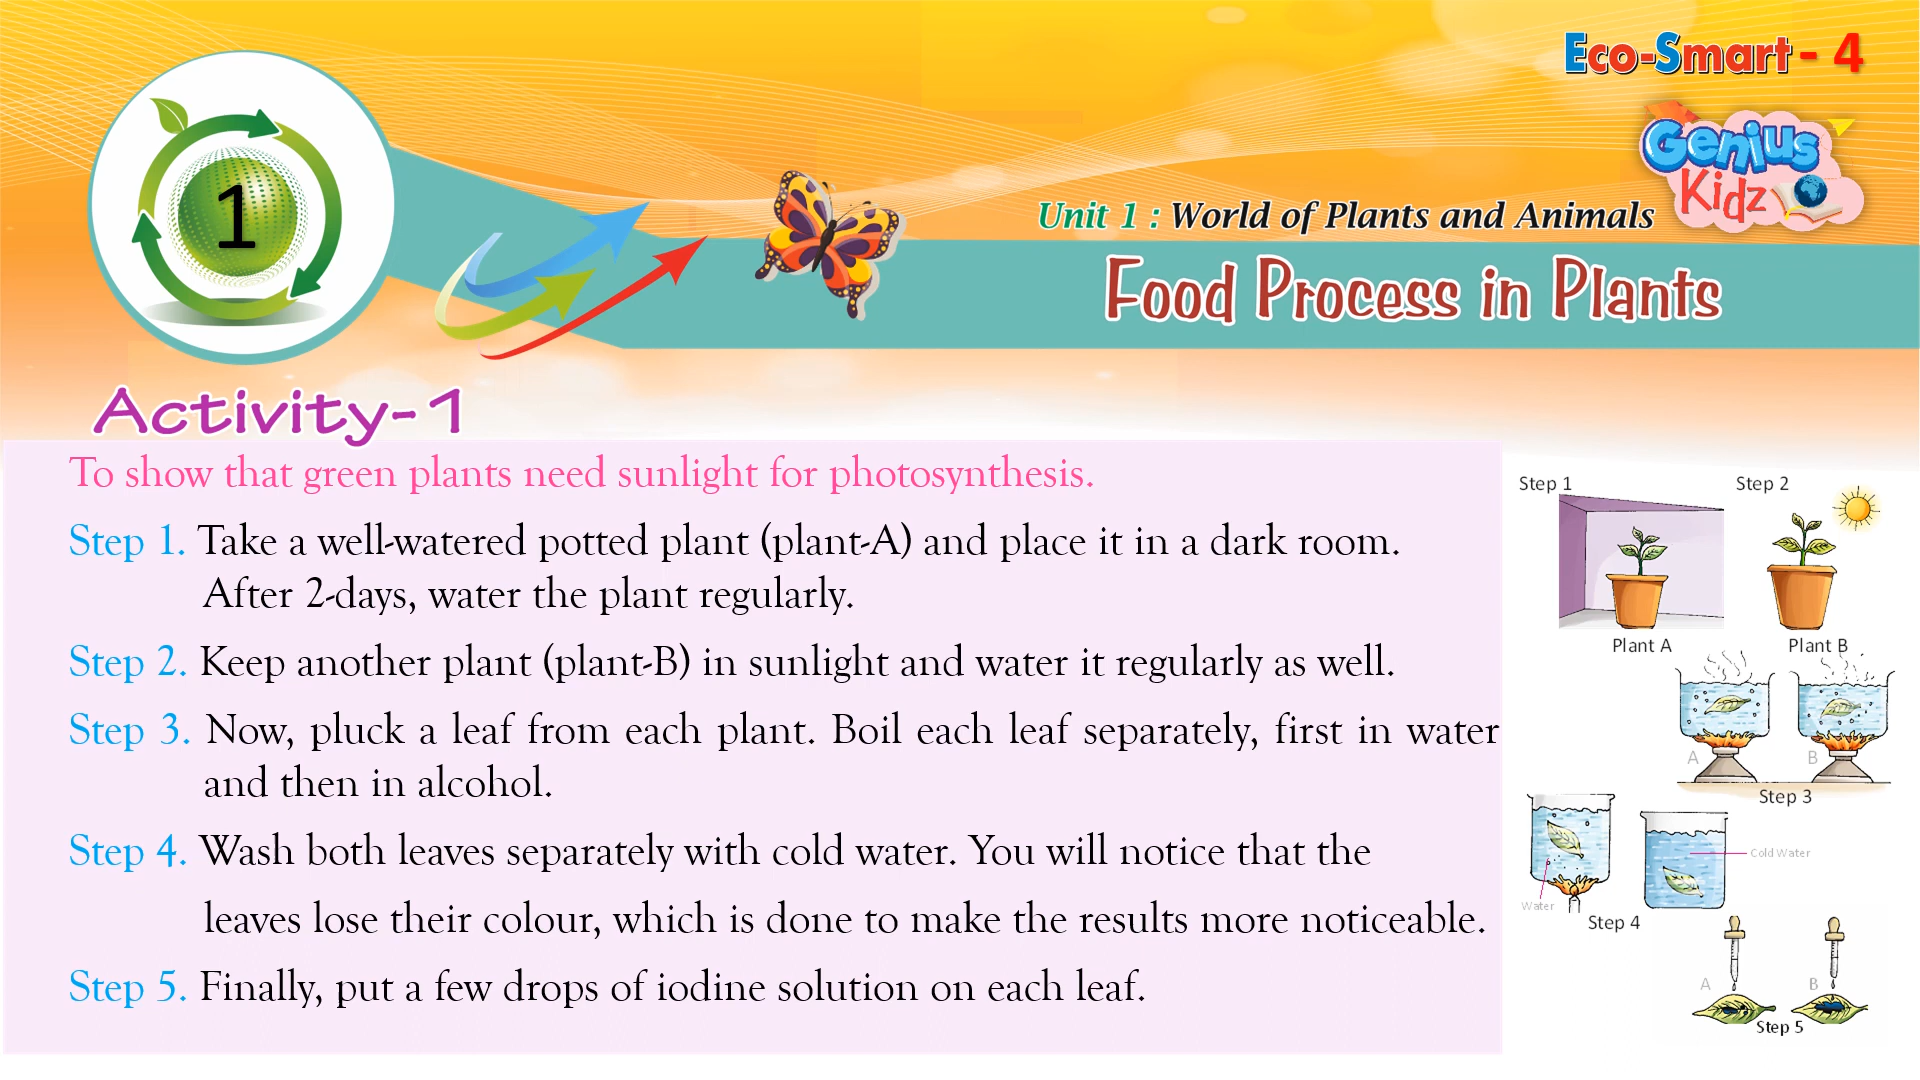 Eco-Smart - 4
Genius
Kidz
1
Unit 1 : World of Plants and Animals
Food Process in Plants
Activity-1
To show that green plants need sunlight for photosynthesis.
Step 1. Take a well-watered potted plant (plant-A) and place it in a dark room.
After 2-days, water the plant regularly.
Step 2. Keep another plant (plant-B) in sunlight and water it regularly as well.
Step 3. Now, pluck a leaf from each plant. Boil each leaf separately, first in water
and then in alcohol.
Step 4. Wash both leaves separately with cold water. You will notice that the
leaves lose their colour, which is done to make the results more noticeable.
Step 5. Finally, put a few drops of iodine solution on each leaf.
Step 1
Step 2
Plant A
Plant B
A
B
Step 3
Cold Water
Water
Step 4
A
B
Step 5